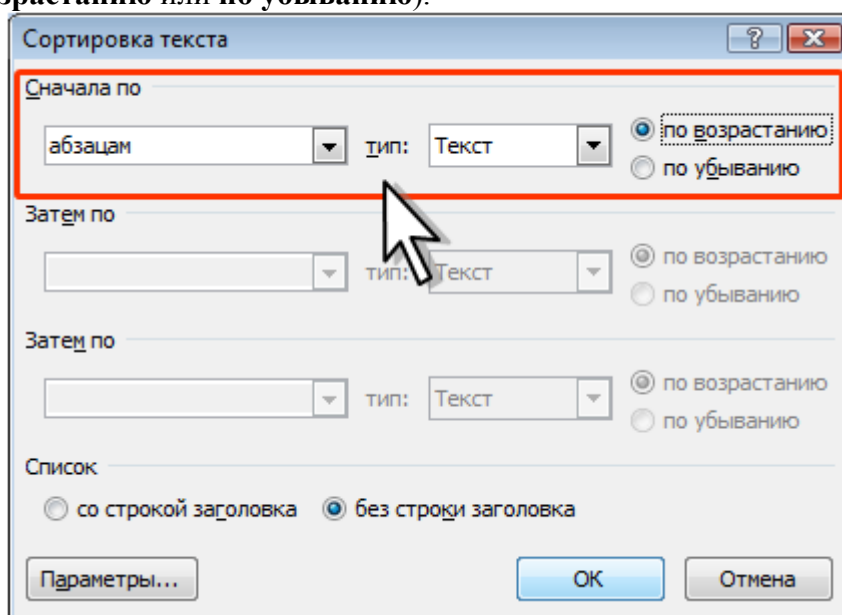 зрастанию или по убыванию).
Сортировка текста
Сначала по
абзацам тип: Текст по возрастанию
по убыванию
Затем по
тип: Текст по возрастанию
по убыванию
Затем по
тип: Текст по возрастанию
по убыванию
Список
со строкой заголовка без строки заголовка
Параметры... ОК Отмена